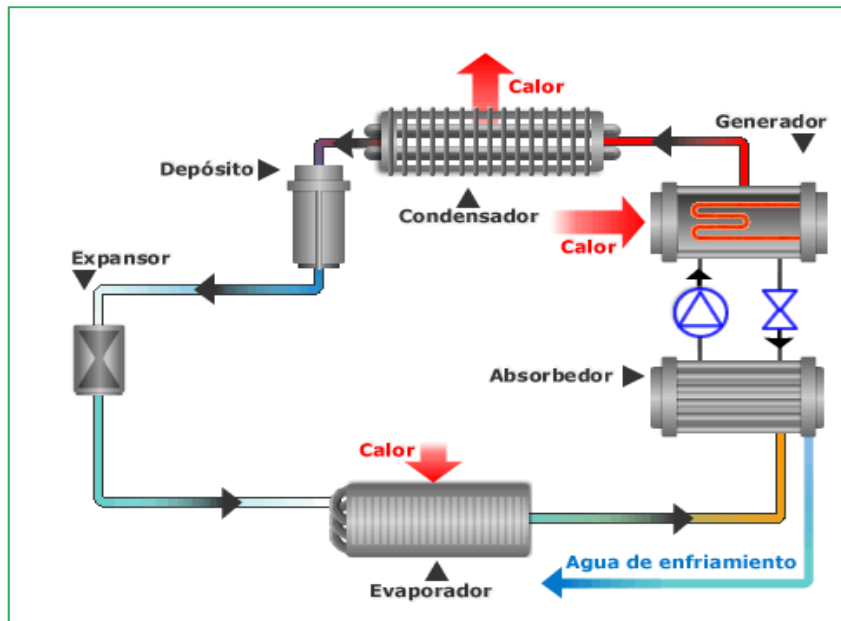 Calor
Generador
Depósito
Condensador
Calor
Expansor
Absorbedor
Calor
Agua de enfriamiento
Evaporador